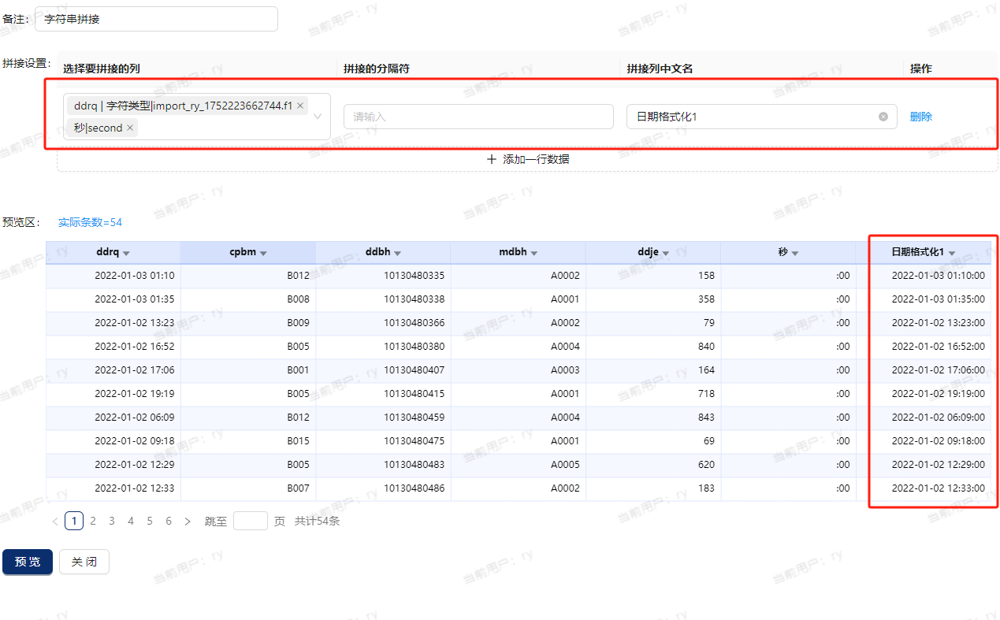 备注: 字符串拼接
拼接设置: 选择要拼接的列 拼接的分隔符 拼接列中文名 操作
ddrq | 字符类型|import_ry_1752223662744.f1 ×
请输入 日期格式化1 删除
秒|second ×
+ 添加一行数据
预览区: 实际条数=54
ddrq cpbm ddbh mdbh ddje 秒 日期格式化1
2022-01-03 01:10 B012 10130480335 A0002 158 :00 2022-01-03 01:10:00
2022-01-03 01:35 B008 10130480338 A0001 358 :00 2022-01-03 01:35:00
2022-01-02 13:23 B009 10130480366 A0002 79 :00 2022-01-02 13:23:00
2022-01-02 16:52 B005 10130480380 A0004 840 :00 2022-01-02 16:52:00
2022-01-02 17:06 B001 10130480407 A0003 164 :00 2022-01-02 17:06:00
2022-01-02 19:19 B005 10130480415 A0001 718 :00 2022-01-02 19:19:00
2022-01-02 06:09 B012 10130480459 A0004 843 :00 2022-01-02 06:09:00
2022-01-02 09:18 B015 10130480475 A0001 69 :00 2022-01-02 09:18:00
2022-01-02 12:29 B005 10130480483 A0005 620 :00 2022-01-02 12:29:00
2022-01-02 12:33 B007 10130480486 A0002 183 :00 2022-01-02 12:33:00
< 1 2 3 4 5 6 > 跳至 页 共计54条
预 览 关 闭
当前用户: ry